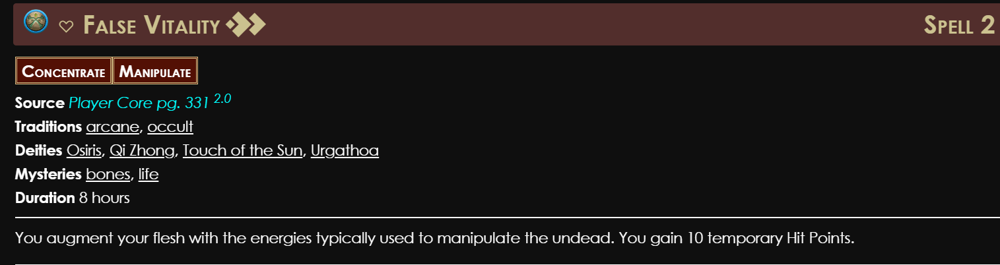 False Vitality
Spell 2
Concentrate Manipulate
Source Player Core pg. 331 2.0
Traditions arcane, occult
Deities Osiris, Qi Zhong, Touch of the Sun, Urgathoa
Mysteries bones, life
Duration 8 hours
You augment your flesh with the energies typically used to manipulate the undead. You gain 10 temporary Hit Points.